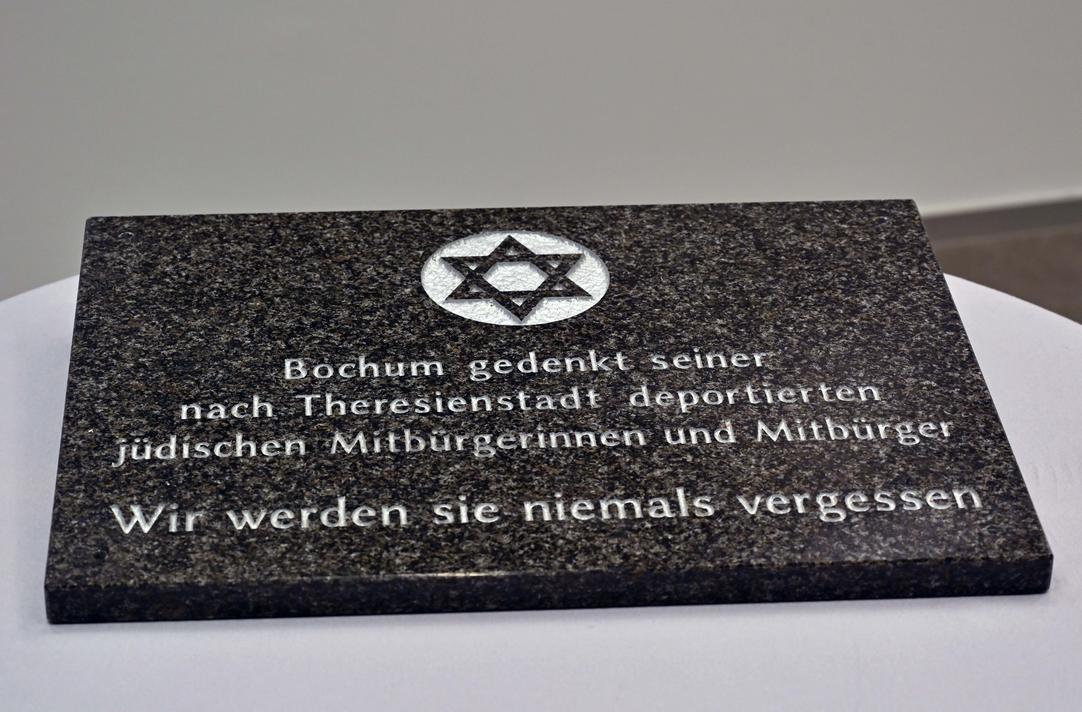 Bochum gedenkt seiner
nach Theresienstadt deportierten
jüdischen Mitbürgerinnen und Mitbürger
Wir werden sie niemals vergessen